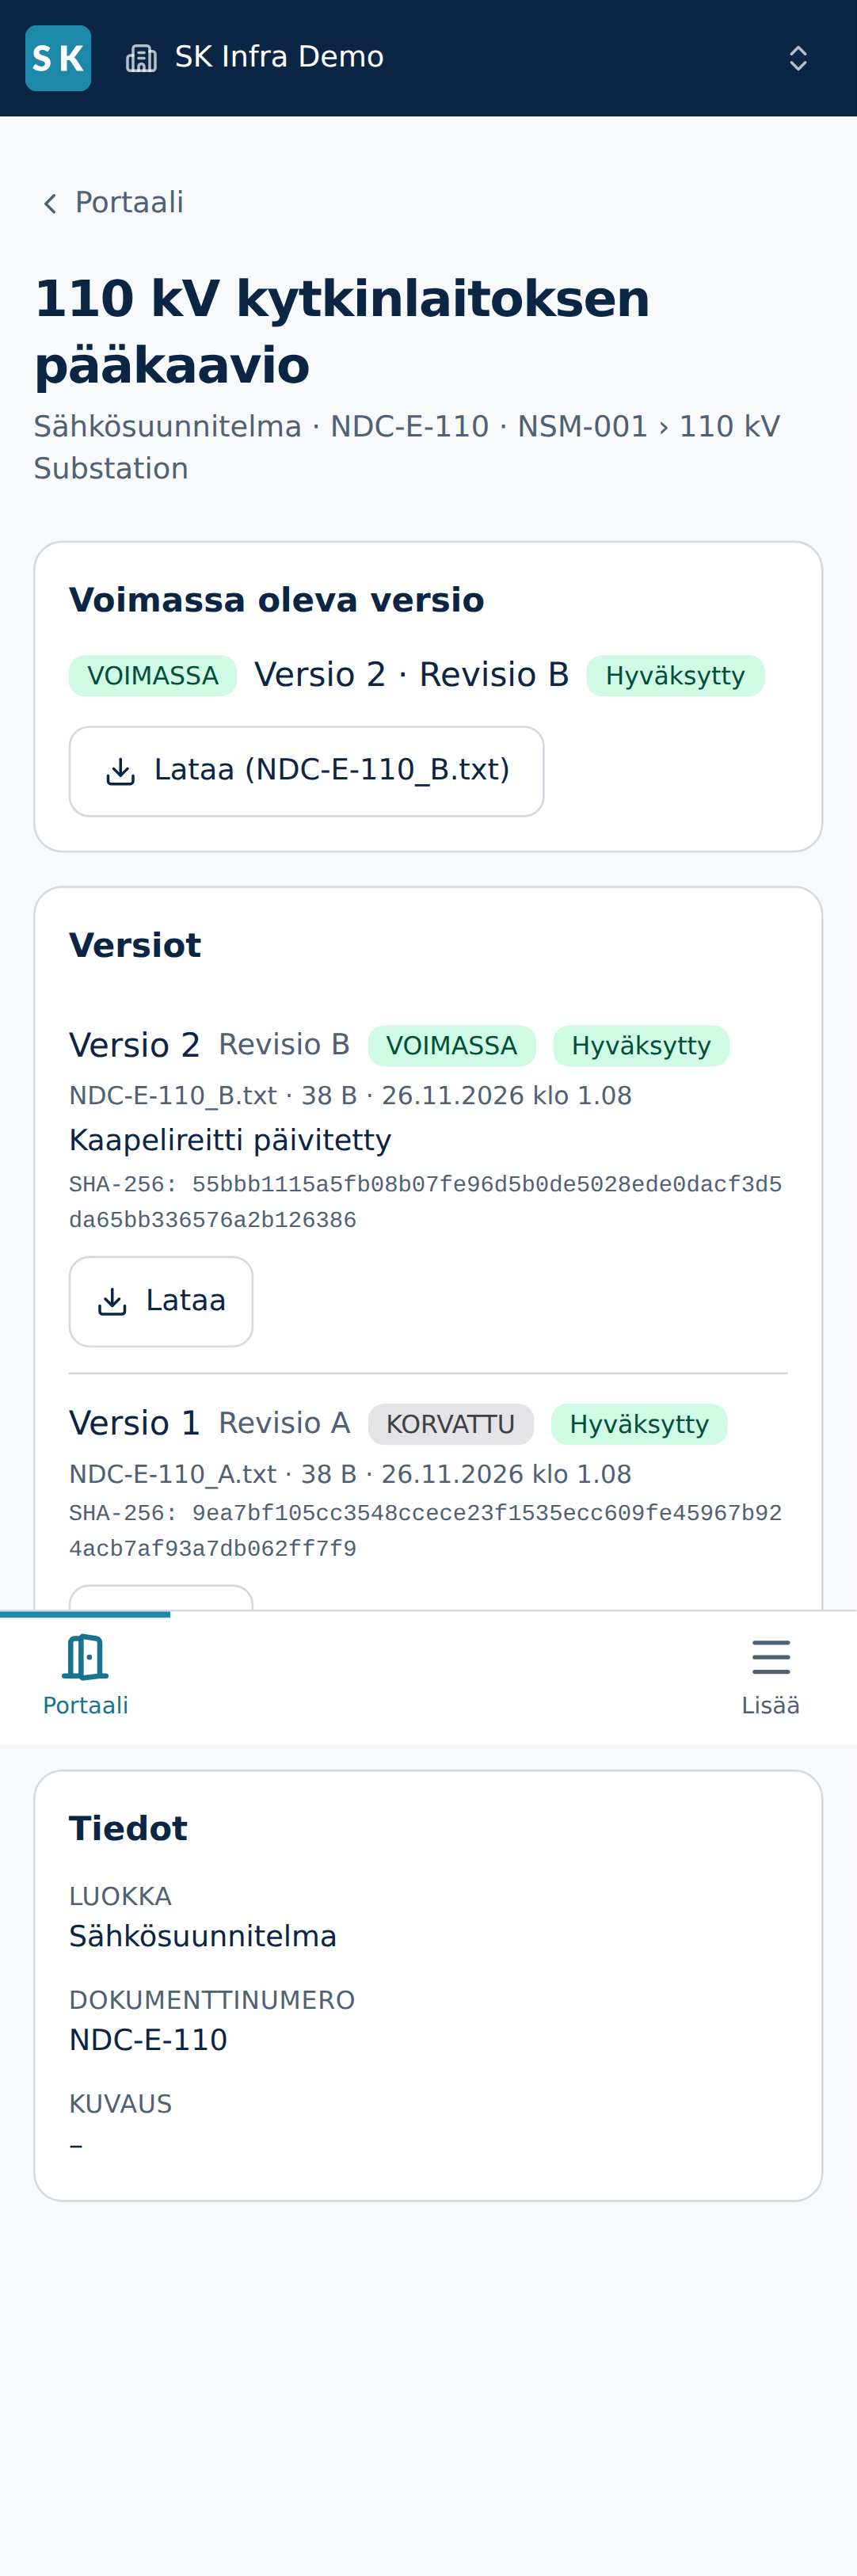 SK SK Infra Demo
Portaali
110 kV kytkinlaitoksen
pääkaavio
Sähkösuunnitelma · NDC-E-110 · NSM-001 › 110 kV
Substation
Voimassa oleva versio
VOIMASSA Versio 2 · Revisio B Hyväksytty
Lataa (NDC-E-110_B.txt)
Versiot
Versio 2 Revisio B VOIMASSA Hyväksytty
NDC-E-110_B.txt · 38 B · 26.11.2026 klo 1.08
Kaapelireitti päivitetty
SHA-256: 55bbb1115a5fb08b07fe96d5b0de5028ede0dacf3d5
da65bb336576a2b126386
Lataa
Versio 1 Revisio A KORVATTU Hyväksytty
NDC-E-110_A.txt · 38 B · 26.11.2026 klo 1.08
SHA-256: 9ea7bf105cc3548ccece23f1535ecc609fe45967b92
4acb7af93a7db062ff7f9
Portaali Lisää
Tiedot
LUOKKA
Sähkösuunnitelma
DOKUMENTTINUMERO
NDC-E-110
KUVAUS
–